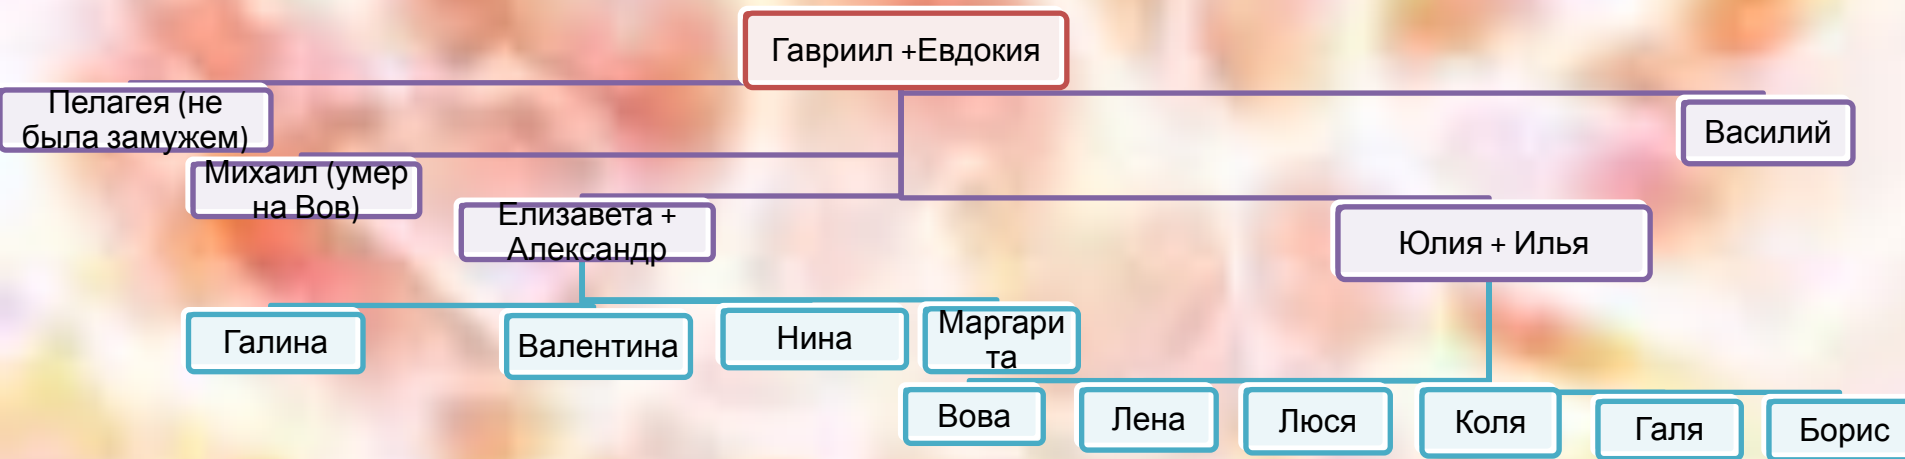 Гавриил +Евдокия
Пелагея (не
была замужем)
Василий
Михаил (умер
на Вов)
Елизавета +
Александр
Юлия + Илья
Галина
Валентина
Нина
Маргари
та
Вова
Лена
Люся
Коля
Галя
Борис